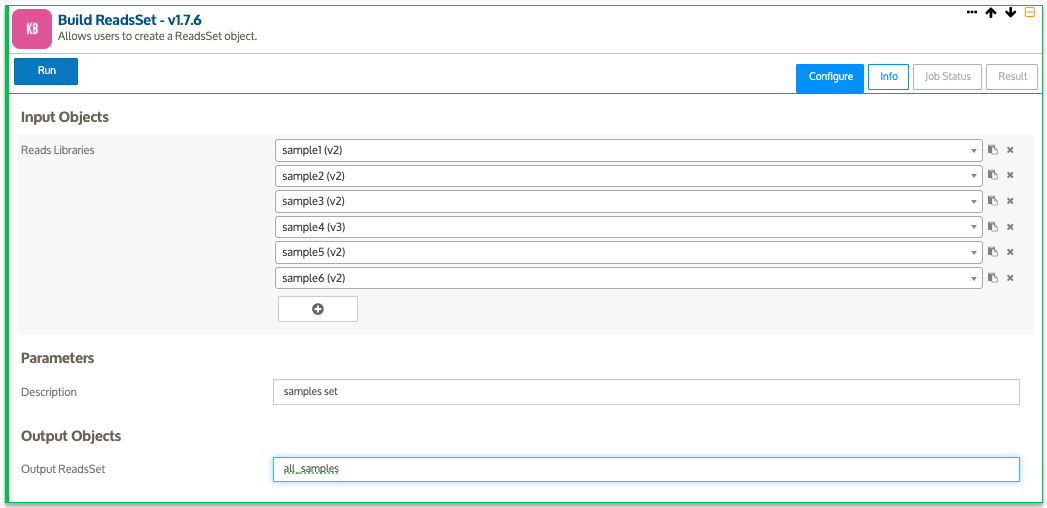 KB
Build ReadsSet - v1.7.6
Allows users to create a ReadsSet object.
Run
Configure
Info
Job Status
Result
Input Objects
Reads Libraries
sample1 (v2)
sample2 (v2)
sample3 (v2)
sample4 (v3)
sample5 (v2)
sample6 (v2)
Parameters
Description
samples set
Output Objects
Output ReadsSet
all_samples